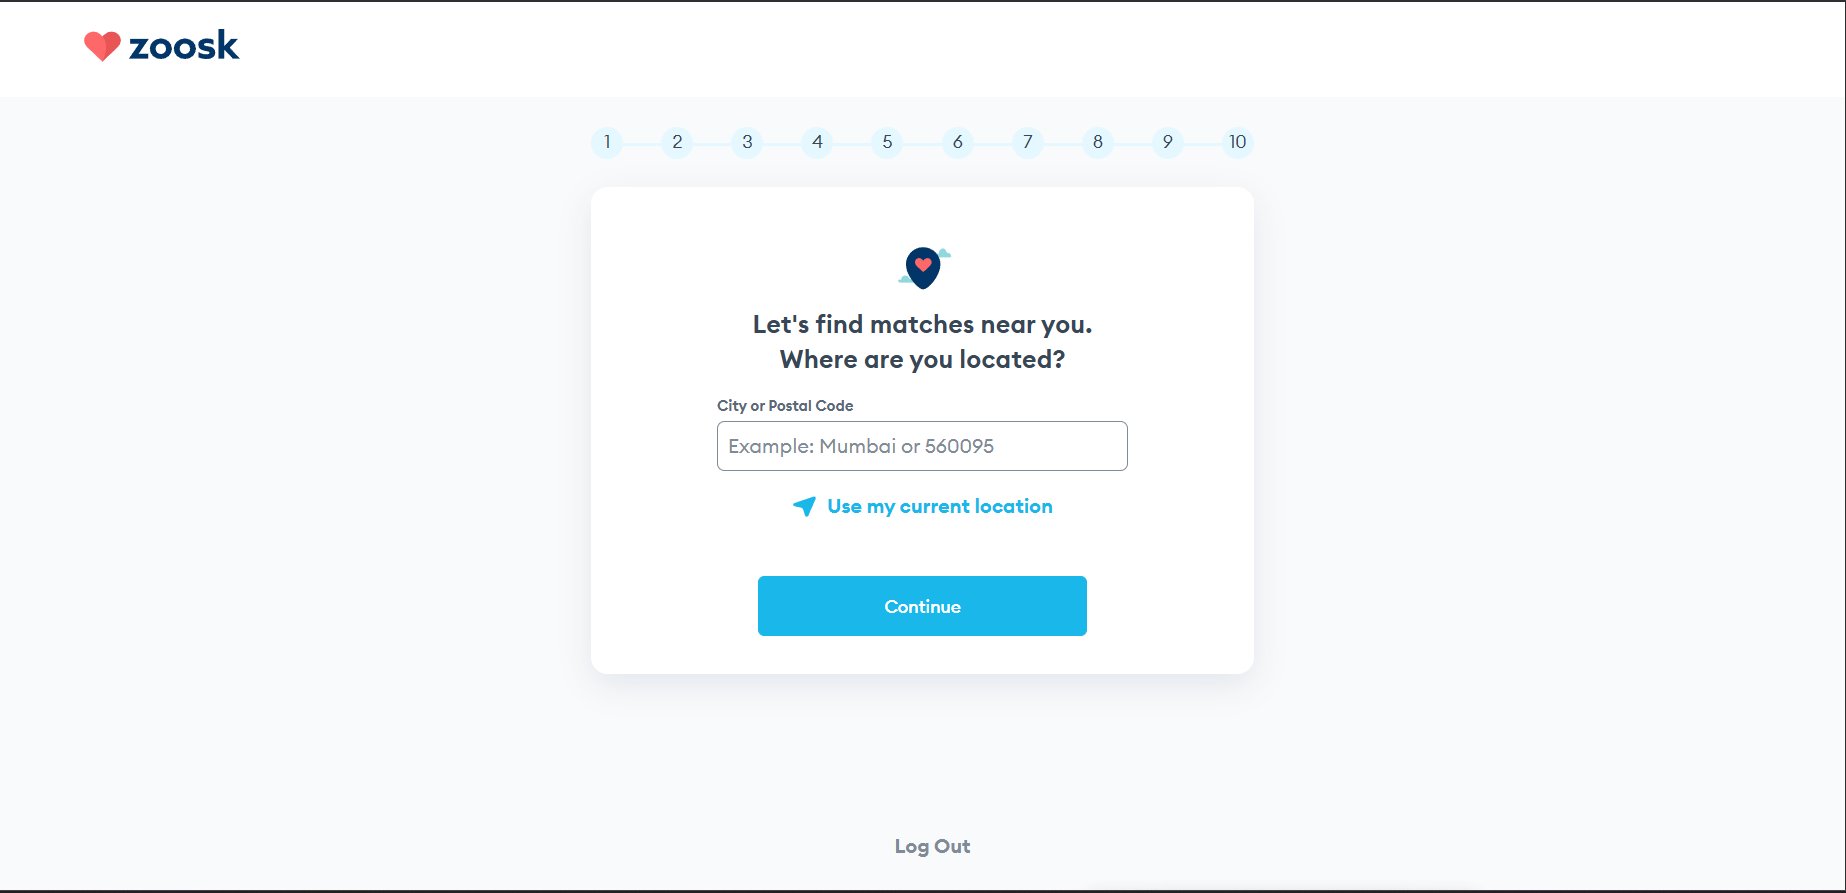 zoosk
1 2 3 4 5 6 7 8 9 10
Let's find matches near you.
Where are you located?
City or Postal Code
Example: Mumbai or 560095
Use my current location
Continue
Log Out